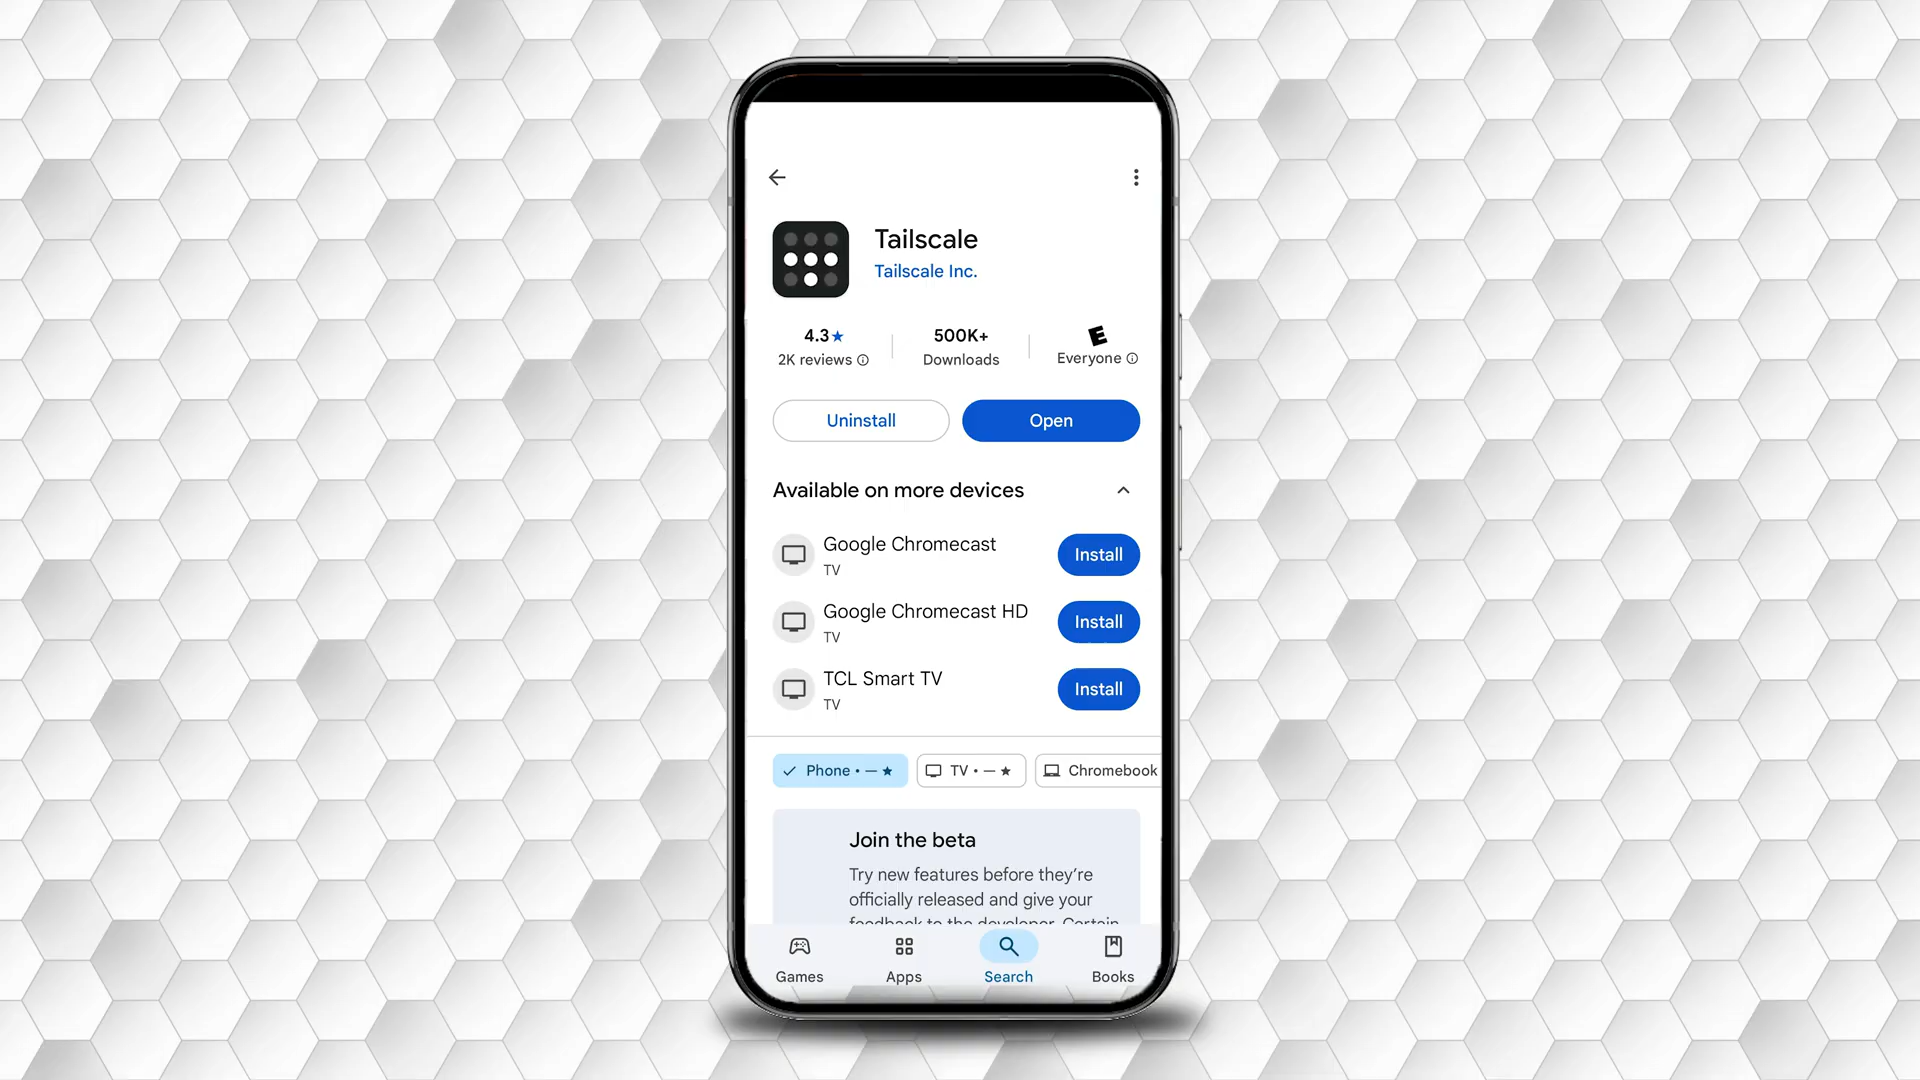 Tailscale
Tailscale Inc.
4.3★
2K reviews
500K+
Downloads
E
Everyone
Uninstall
Open
Available on more devices
Google Chromecast
TV
Install
Google Chromecast HD
TV
Install
TCL Smart TV
TV
Install
Phone • — ★
TV • — ★
Chromebook
Join the beta
Try new features before they're
officially released and give your
feedback to the developer. Certain
Games
Apps
Search
Books